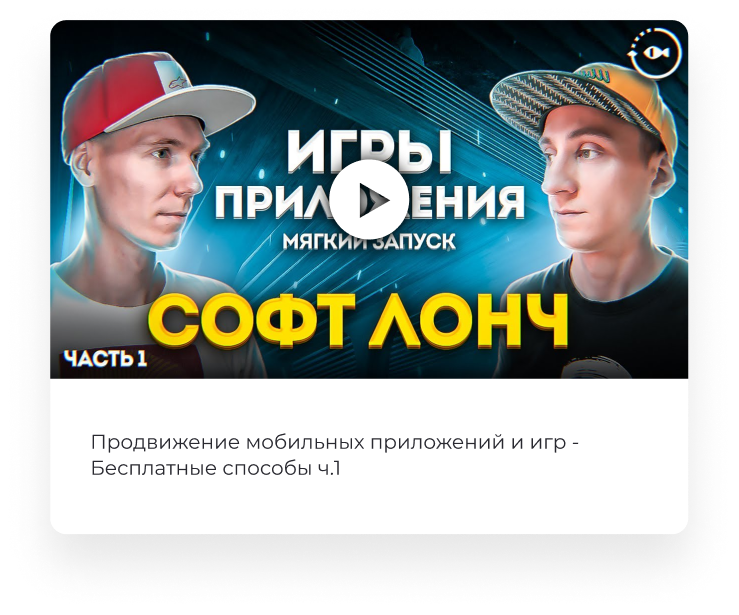 ИГРЫ
ПРИЛОЖЕНИЯ
МЯГКИЙ ЗАПУСК
СОФТ ЛОНЧ
ЧАСТЬ 1
Продвижение мобильных приложений и игр -
Бесплатные способы ч.1